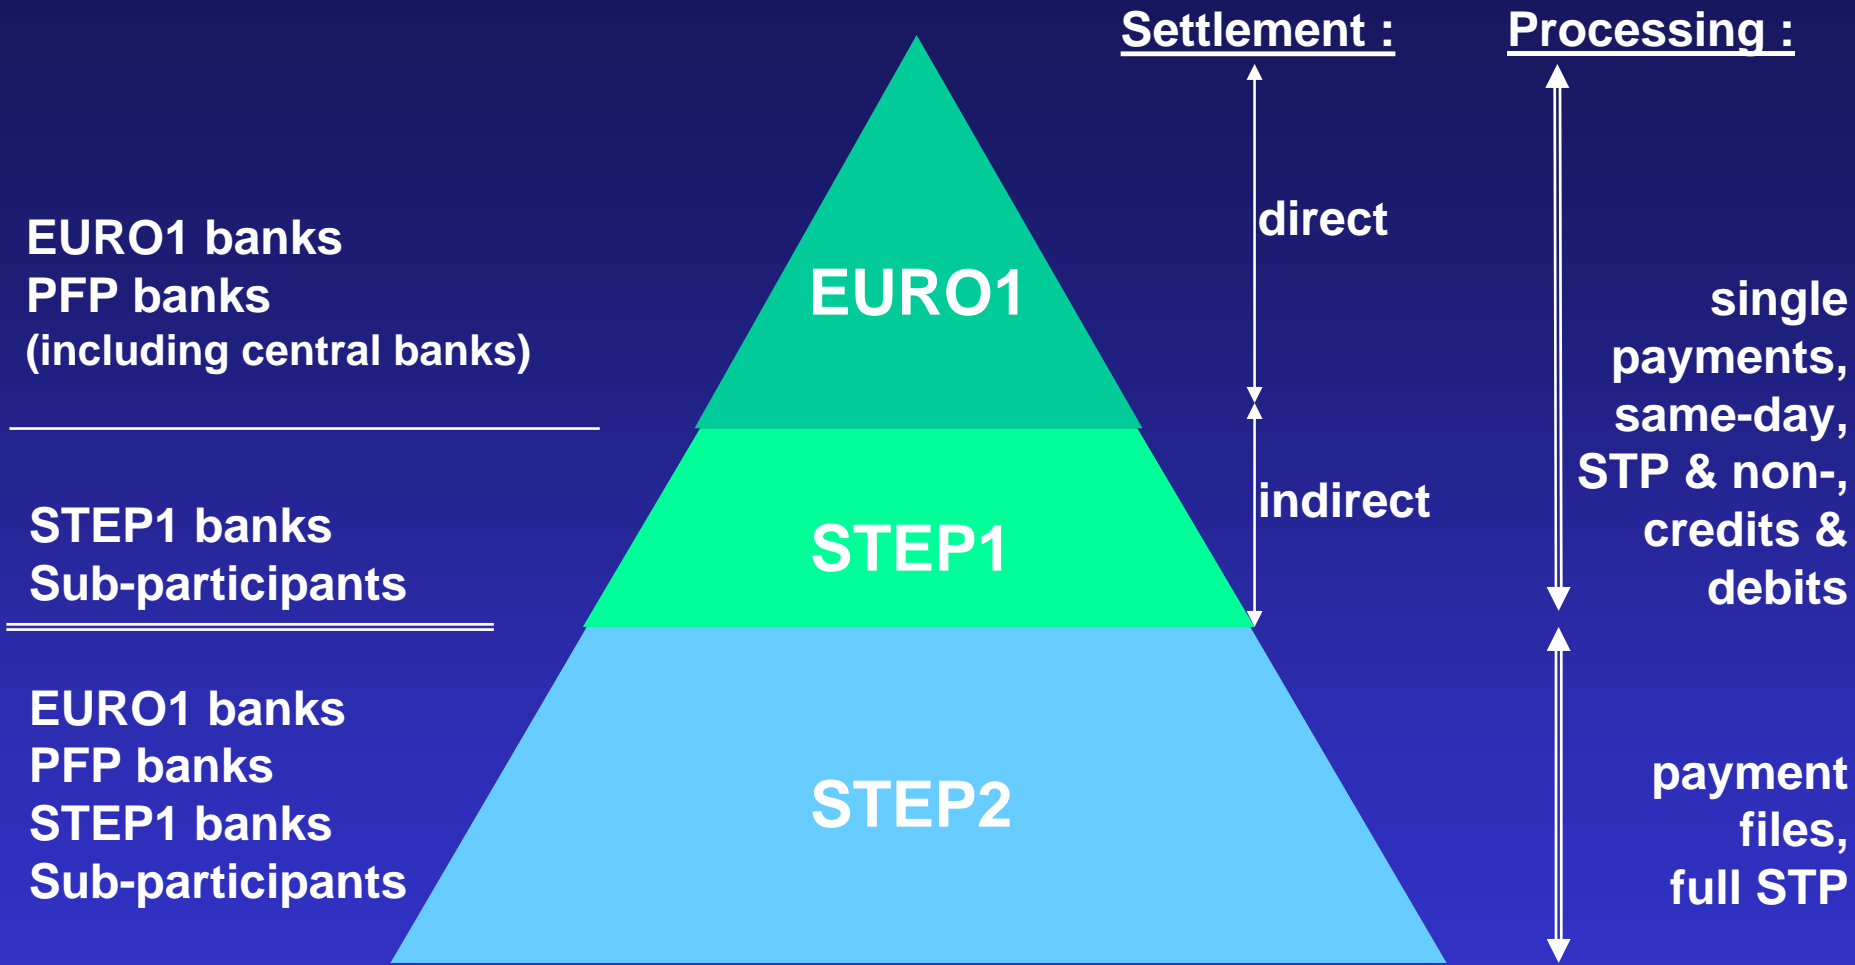 Settlement :
Processing :
EURO1 banks
PFP banks
(including central banks)
EURO1
direct
single
payments,
same-day,
STP & non-,
credits &
debits
STEP1 banks
Sub-participants
STEP1
indirect
EURO1 banks
PFP banks
STEP1 banks
Sub-participants
STEP2
payment
files,
full STP